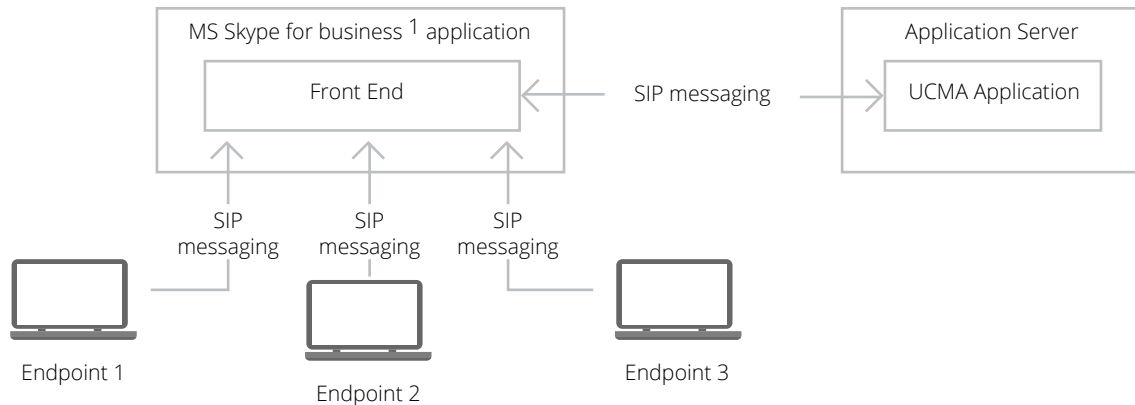 MS Skype for business 1 application
Application Server
Front End
SIP messaging
UCMA Application
SIP
messaging
SIP
messaging
SIP
messaging
Endpoint 1
Endpoint 2
Endpoint 3